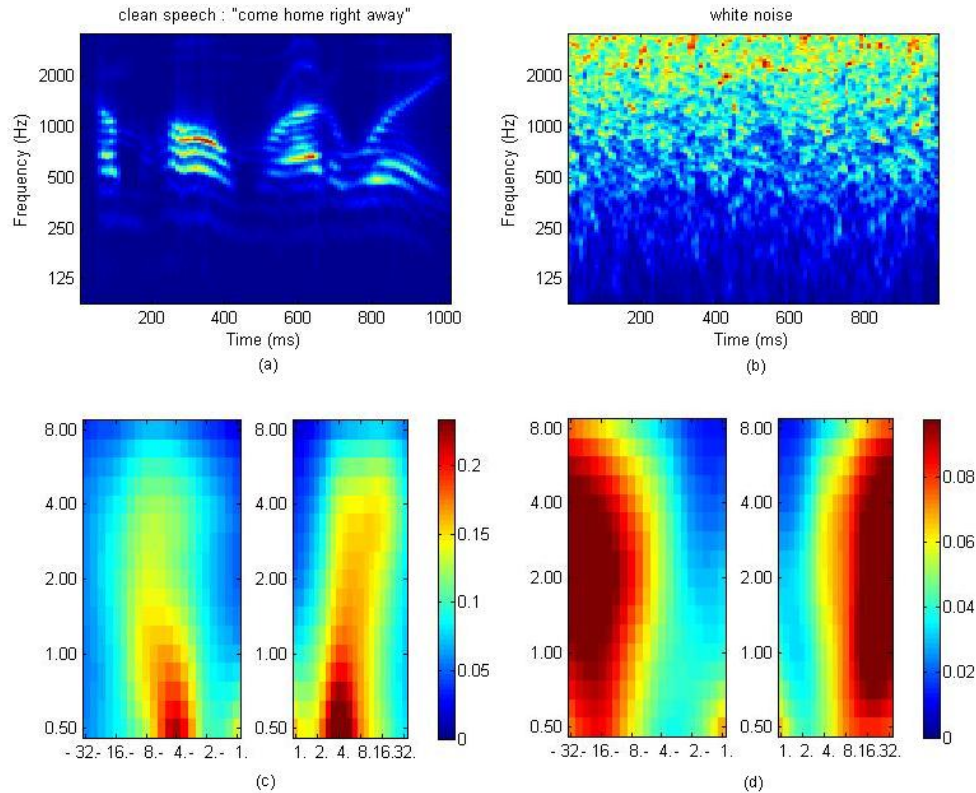 clean speech : "come home right away"
white noise
Frequency (Hz)
2000
1000
500
250
125
200 400 600 800 1000
Time (ms)
(a)
Frequency (Hz)
2000
1000
500
250
125
200 400 600 800
Time (ms)
(b)
8.00
4.00
2.00
1.00
0.50
- 32.- 16.- 8.- 4.- 2.- 1.
8.00
4.00
2.00
1.00
0.50
1. 2. 4. 8.16.32.
0.2
0.15
0.1
0.05
0
(c)
8.00
4.00
2.00
1.00
0.50
- 32.- 16.- 8.- 4.- 2.- 1.
8.00
4.00
2.00
1.00
0.50
1. 2. 4. 8.16.32.
0.08
0.06
0.04
0.02
0
(d)